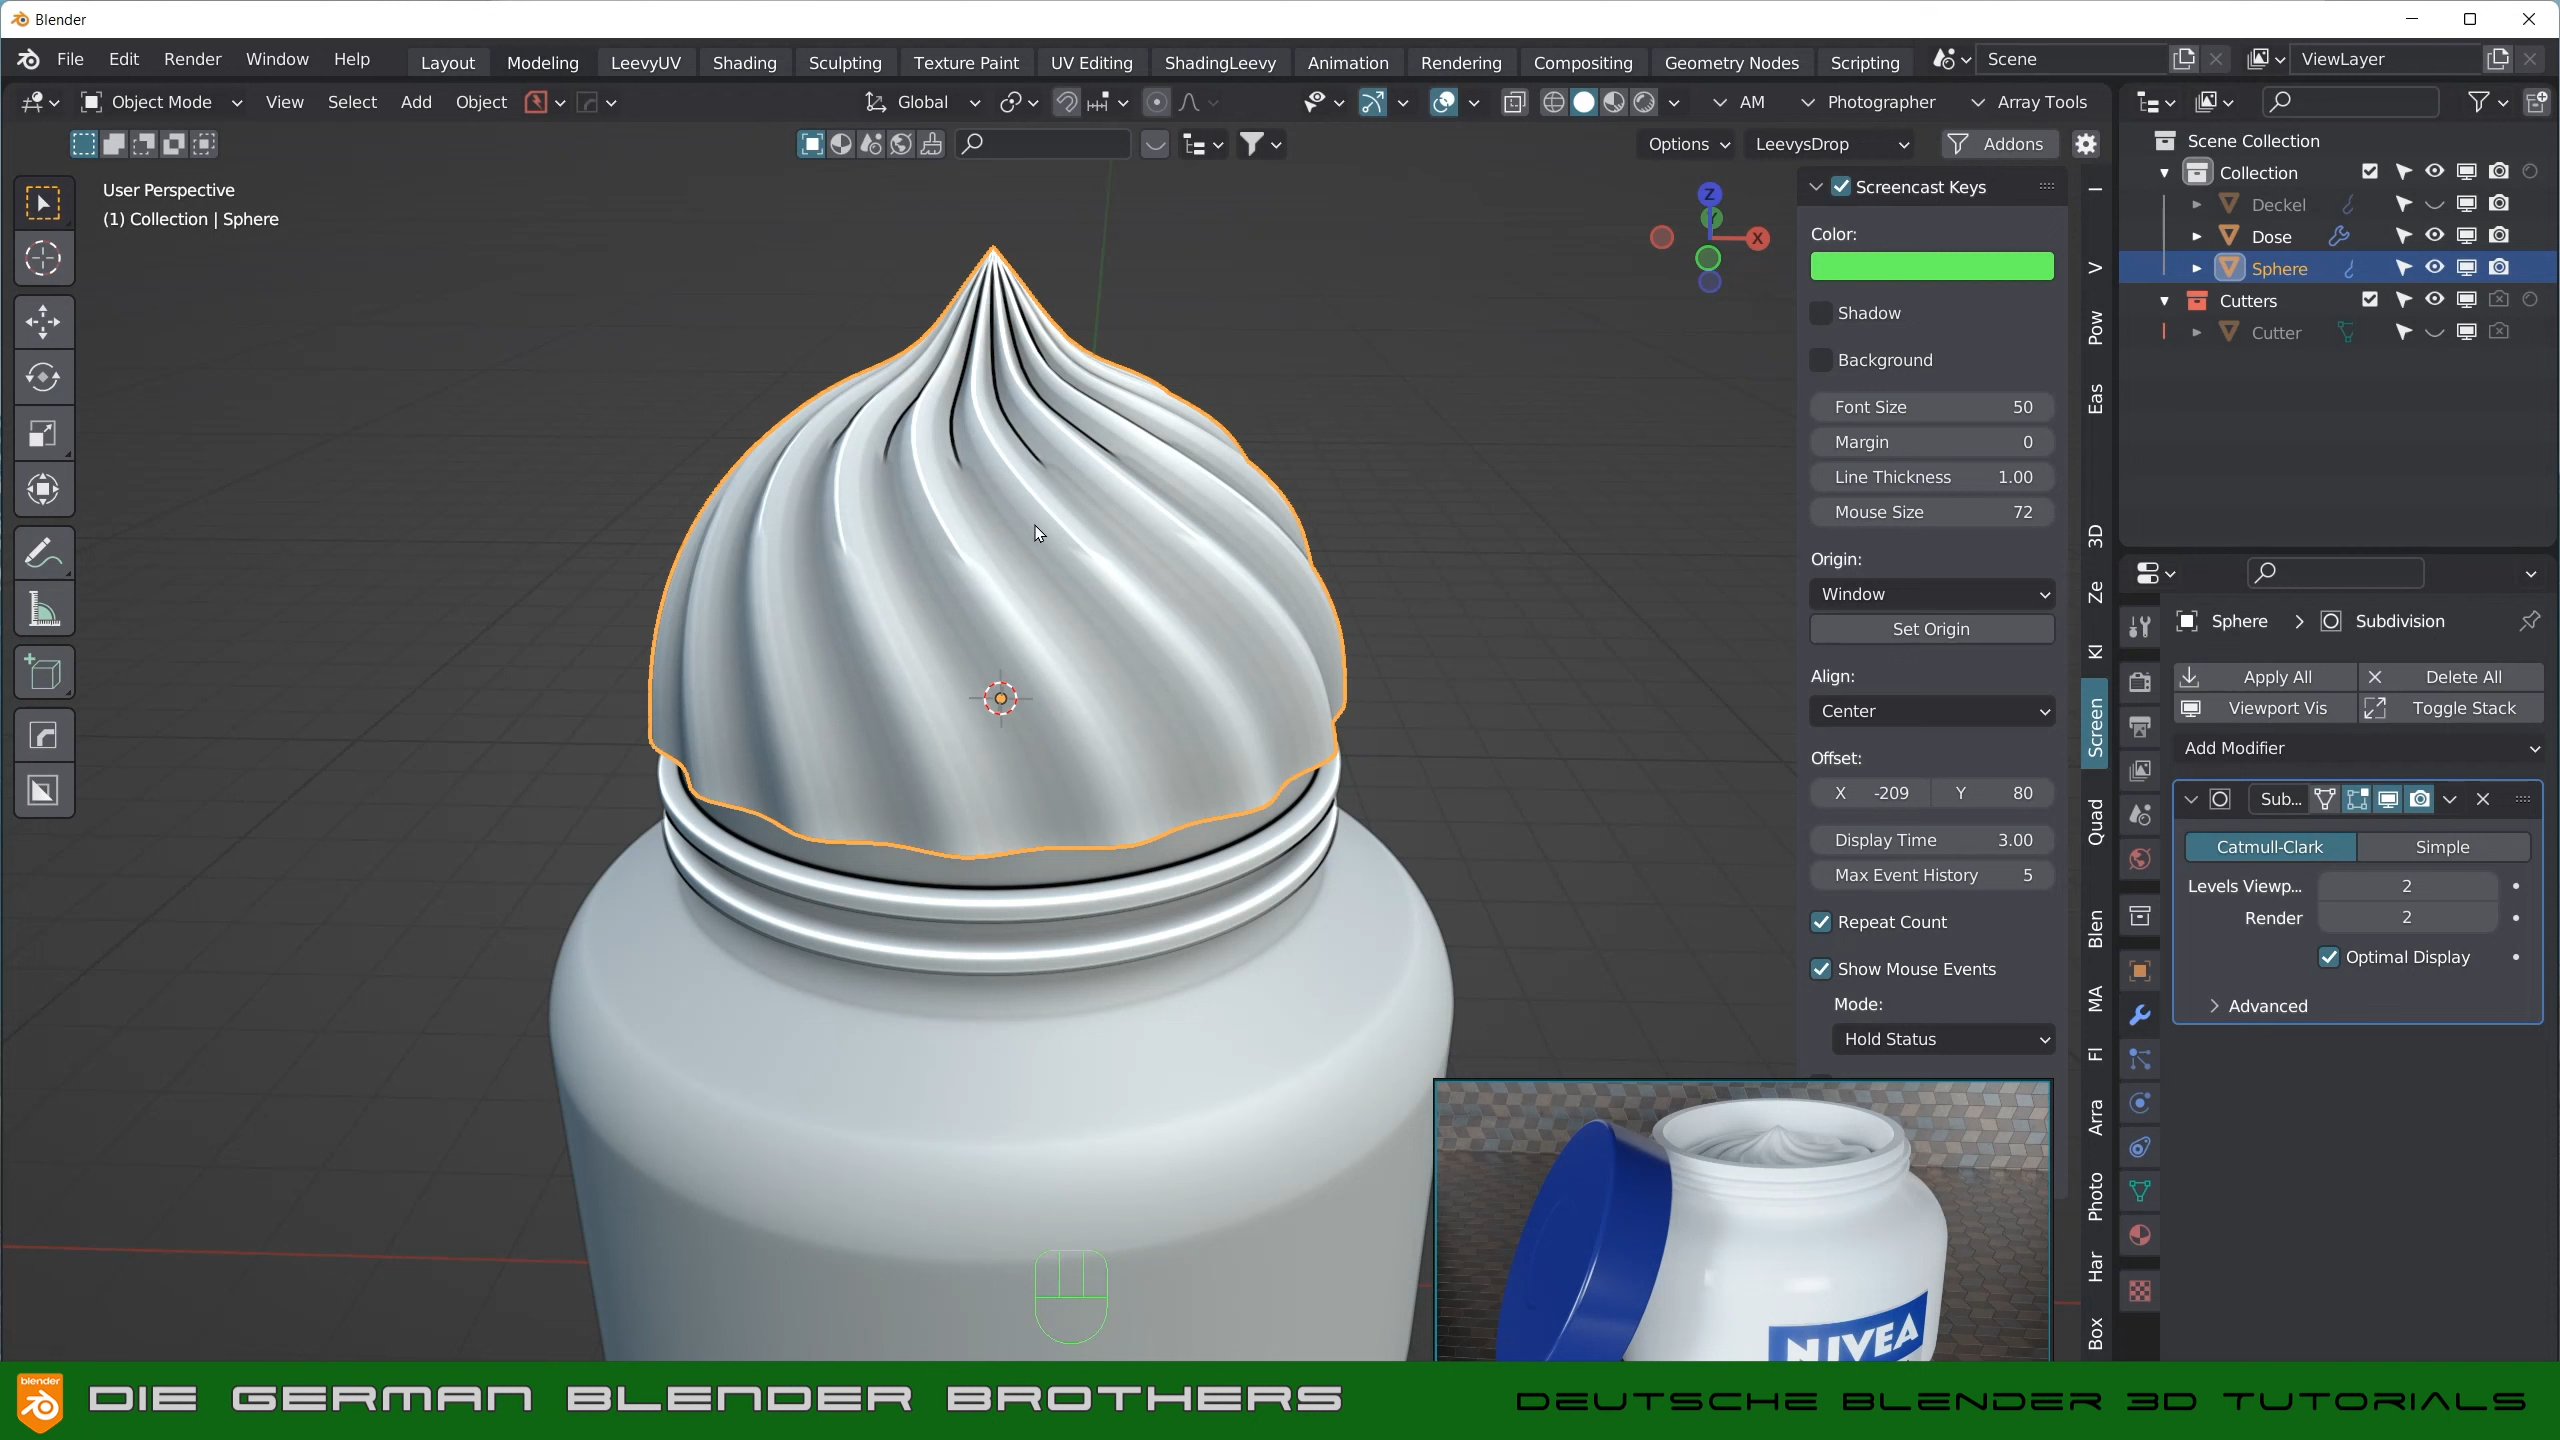 Blender
File Edit Render Window Help Layout Modeling LeevyUV Shading Sculpting Texture Paint UV Editing ShadingLeevy Animation Rendering Compositing Geometry Nodes Scripting Scene ViewLayer
Object Mode View Select Add Object Global AM Photographer Array Tools
Options LeevysDrop Addons
User Perspective
(1) Collection | Sphere
Z
Y
X
Screencast Keys
Color:
Shadow
Background
Font Size 50
Margin 0
Line Thickness 1.00
Mouse Size 72
Origin:
Window
Set Origin
Align:
Center
Offset:
X -209 Y 80
Display Time 3.00
Max Event History 5
Repeat Count
Show Mouse Events
Mode:
Hold Status
I
V
Pow
Eas
3D
Ze
KI
Screen
Quad
Blen
MA
Fl
Arra
Photo
Har
Box
Scene Collection
Collection
Deckel
Dose
Sphere
Cutters
Cutter
Sphere > Subdivision
Apply All Delete All
Viewport Vis Toggle Stack
Add Modifier
Sub...
Catmull-Clark Simple
Levels Viewp... 2
Render 2
Optimal Display
Advanced
NIVEA
blender
DIE GERMAN BLENDER BROTHERS
DEUTSCHE BLENDER 3D TUTORIALS